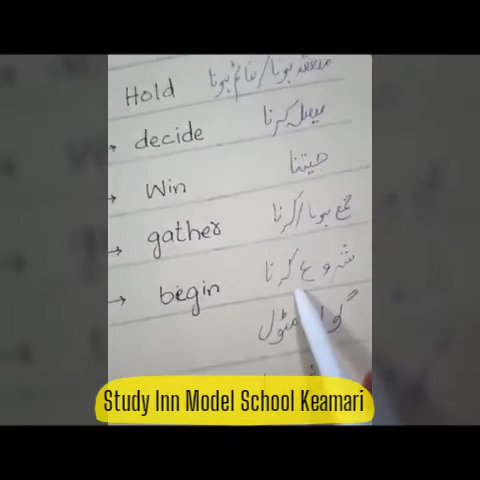 Hold منعقد ہونا/قائم ہونا
→ decide فیصلہ کرنا
→ Win جیتنا
→ gather جمع ہونا/کرنا
→ begin شروع کرنا
Study Inn Model School Keamari